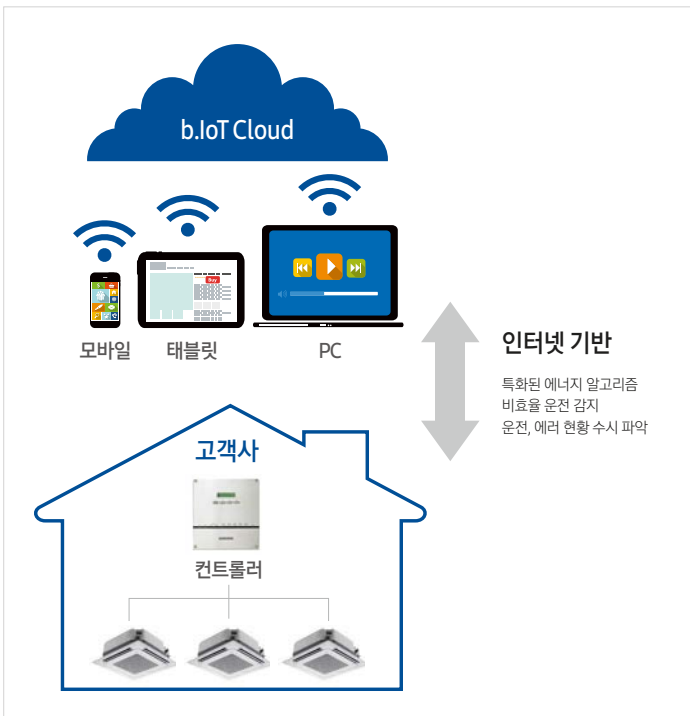 b.IoT Cloud
Buy
모바일
태블릿
PC
인터넷 기반
특화된 에너지 알고리즘
비효율 운전 감지
운전, 에러 현황 수시 파악
고객사
컨트롤러